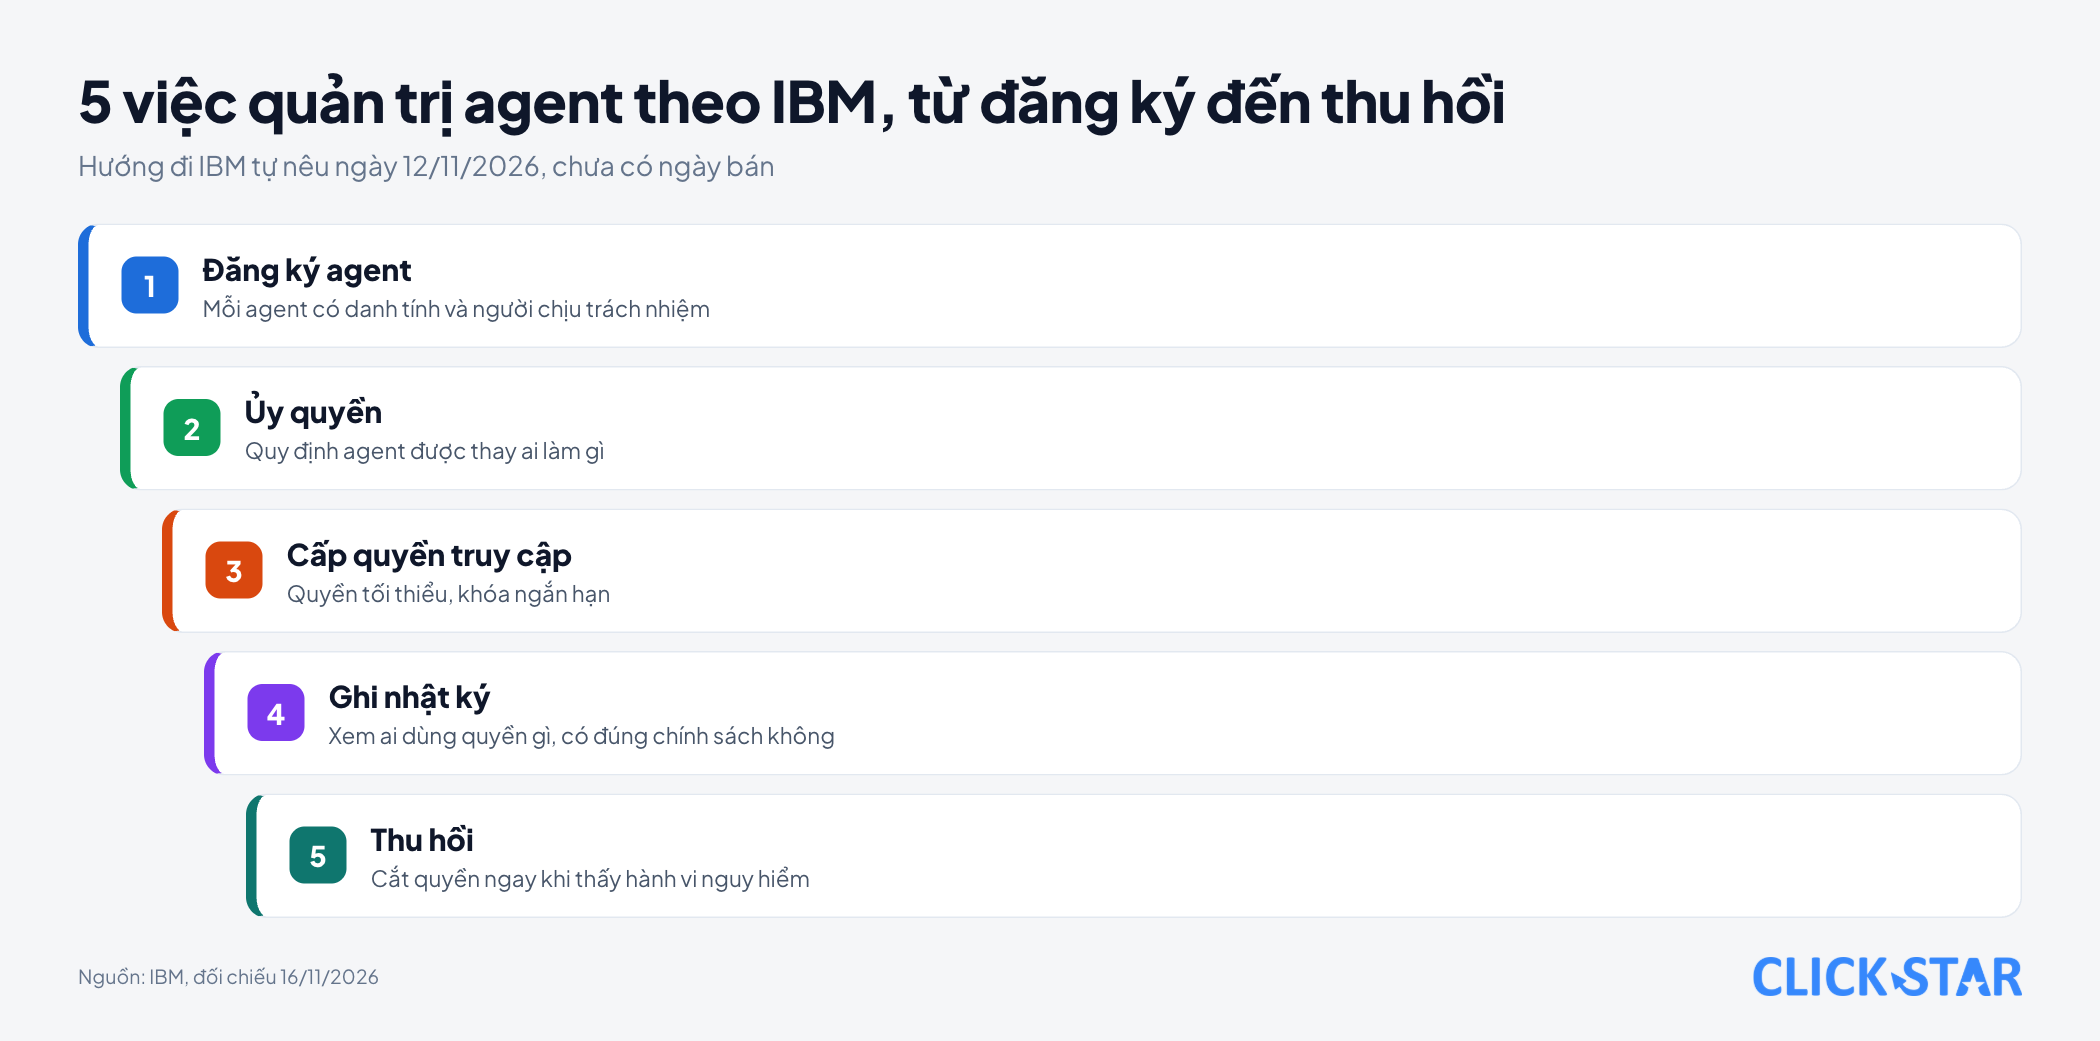 5 việc quản trị agent theo IBM, từ đăng ký đến thu hồi
Hướng đi IBM tự nêu ngày 12/11/2026, chưa có ngày bán
1
Đăng ký agent
Mỗi agent có danh tính và người chịu trách nhiệm
2
Ủy quyền
Quy định agent được thay ai làm gì
3
Cấp quyền truy cập
Quyền tối thiểu, khóa ngắn hạn
4
Ghi nhật ký
Xem ai dùng quyền gì, có đúng chính sách không
5
Thu hồi
Cắt quyền ngay khi thấy hành vi nguy hiểm
Nguồn: IBM, đối chiếu 16/11/2026
CLICKSTAR